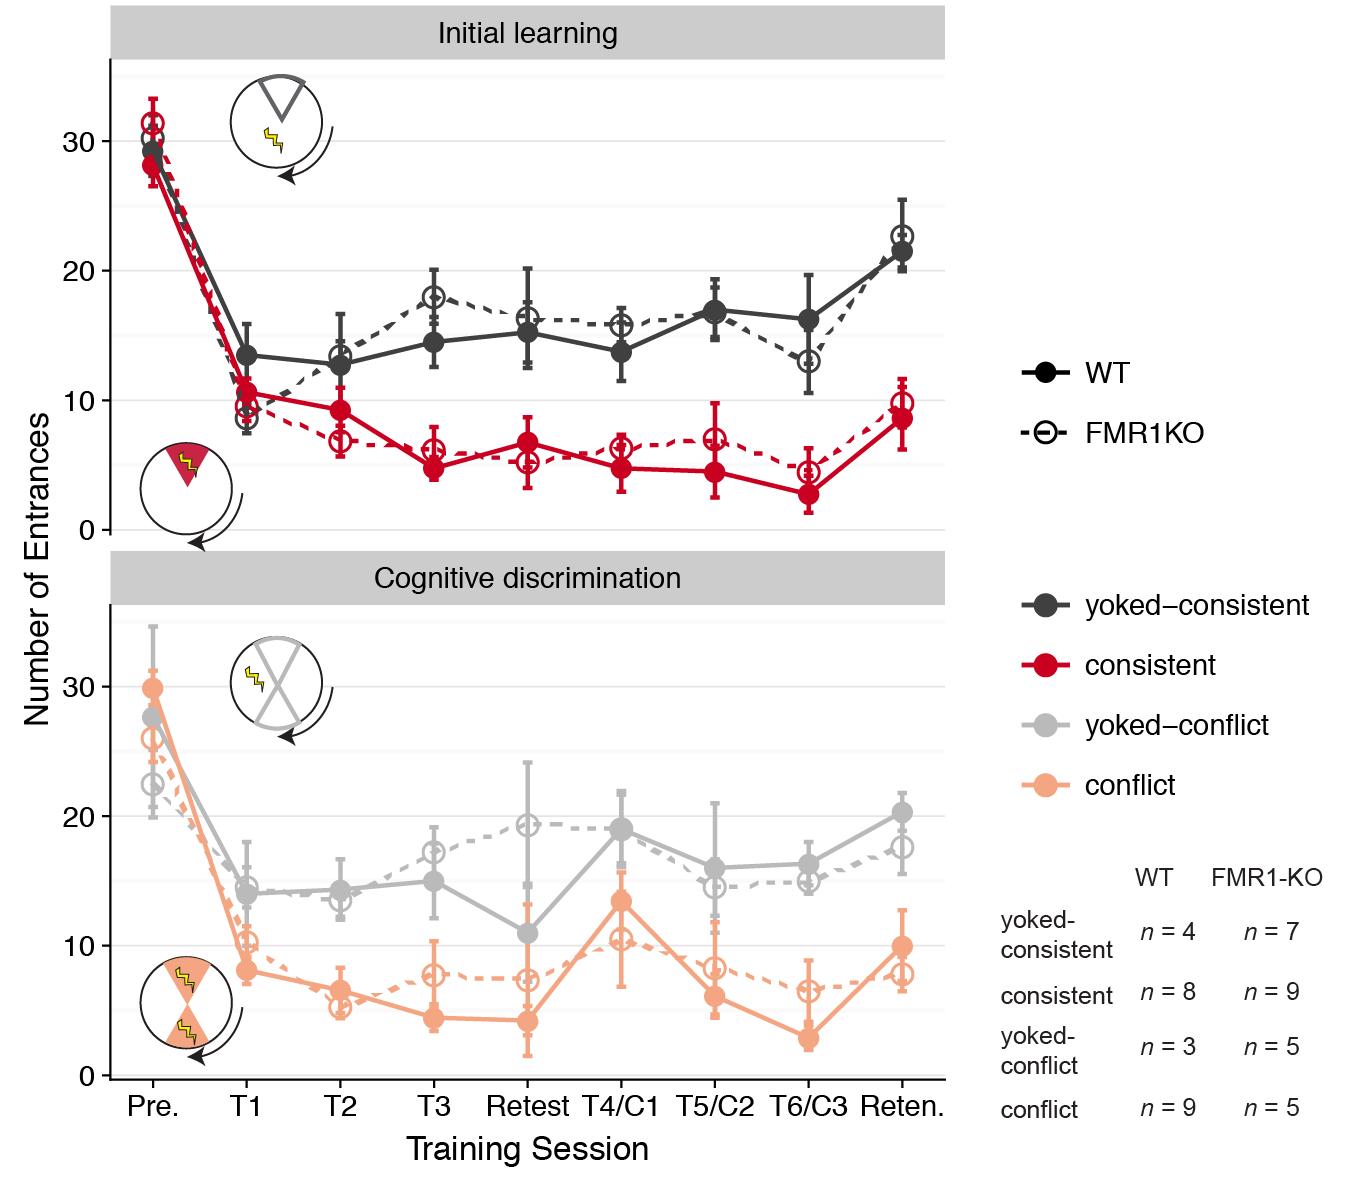 Initial learning
30
20
10
0
Number of Entrances
Cognitive discrimination
30
20
10
0
Pre. T1 T2 T3 Retest T4/C1 T5/C2 T6/C3 Reten.
Training Session
WT
FMR1KO
yoked–consistent
consistent
yoked–conflict
conflict
WT FMR1-KO
yoked-
consistent n = 4 n = 7
consistent n = 8 n = 9
yoked-
conflict n = 3 n = 5
conflict n = 9 n = 5